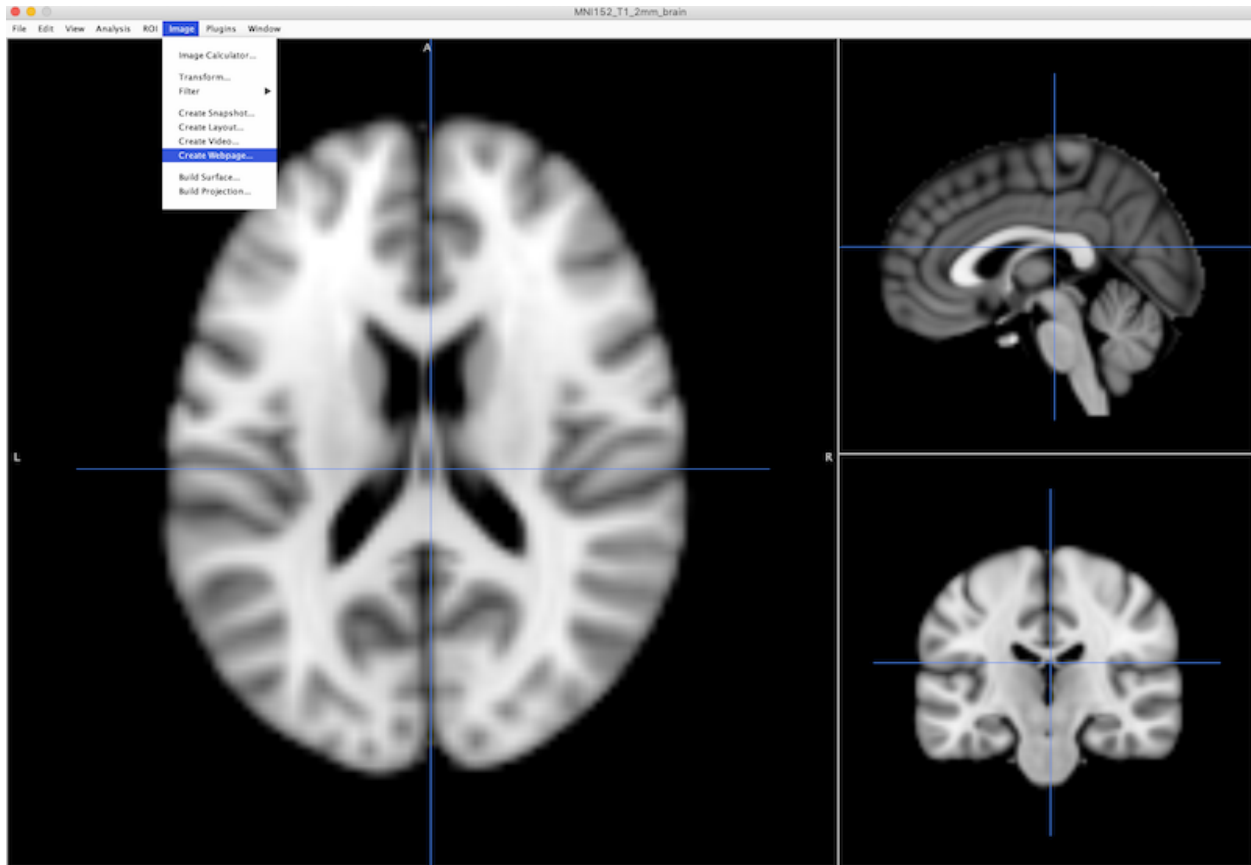 MNI152_T1_2mm_brain
File Edit View Analysis ROI Image Plugins Window
Image Calculator...
Transform...
Filter
Create Snapshot...
Create Layout...
Create Video...
Create Webpage...
Build Surface...
Build Projection...
A
L
R